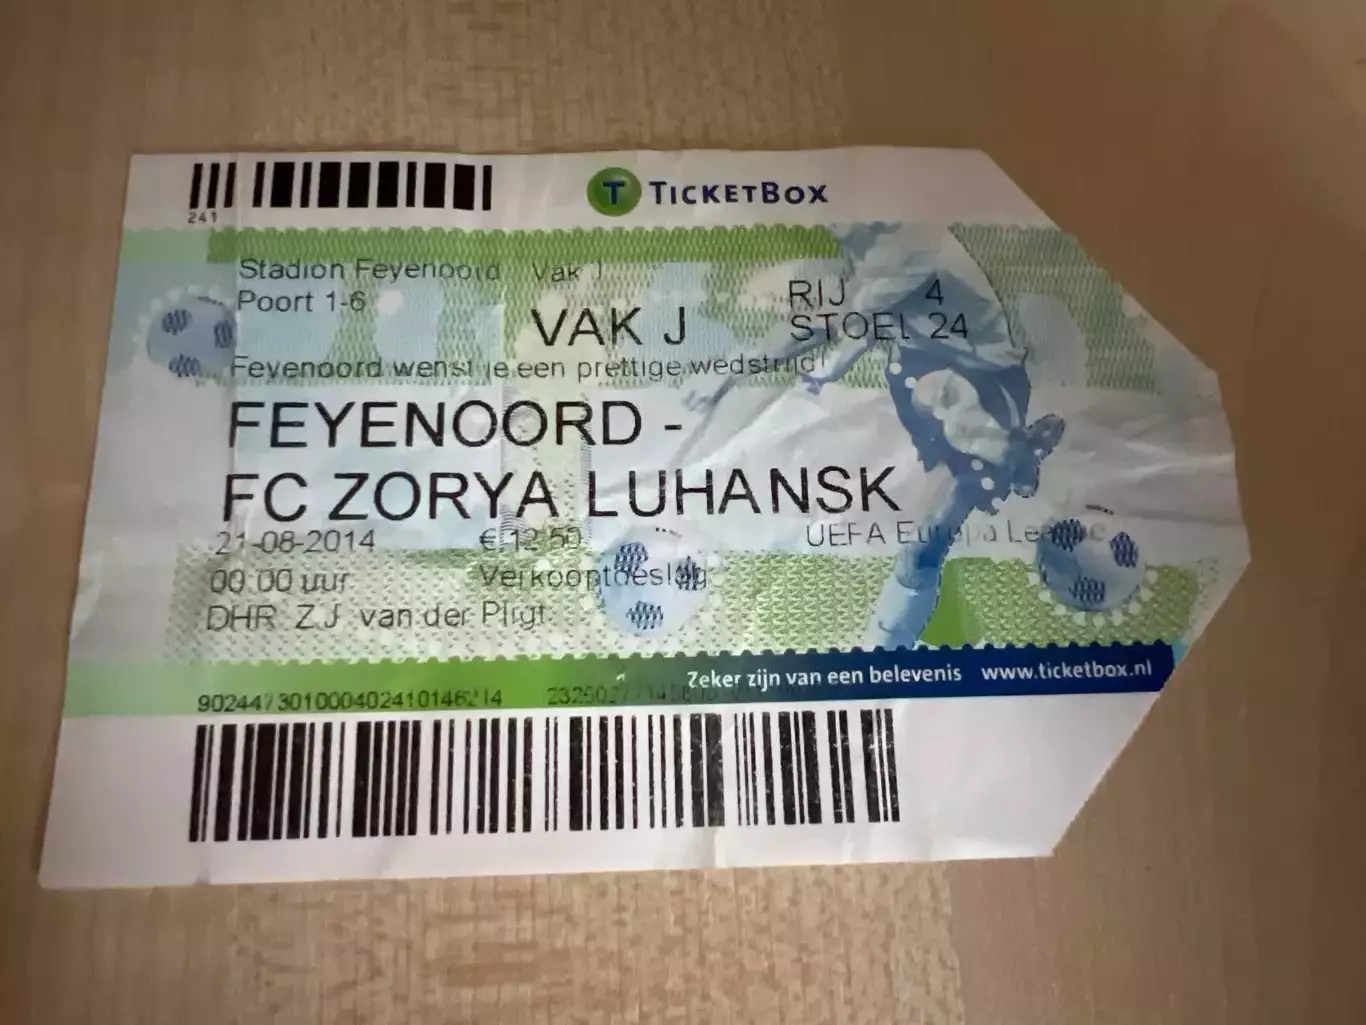 241
T TICKETBOX
Stadion Feyenoord Vak J
Poort 1-6
VAK J
RIJ 4
STOEL 24
Feyenoord wenst je een prettige wedstrijd!
FEYENOORD -
FC ZORYA LUHANSK
21-08-2014 € 12.50 UEFA Europa League
00:00 uur Verkooptoeslag
DHR Z.J. van der Pligt
Zeker zijn van een belevenis www.ticketbox.nl
902447301000402410146214